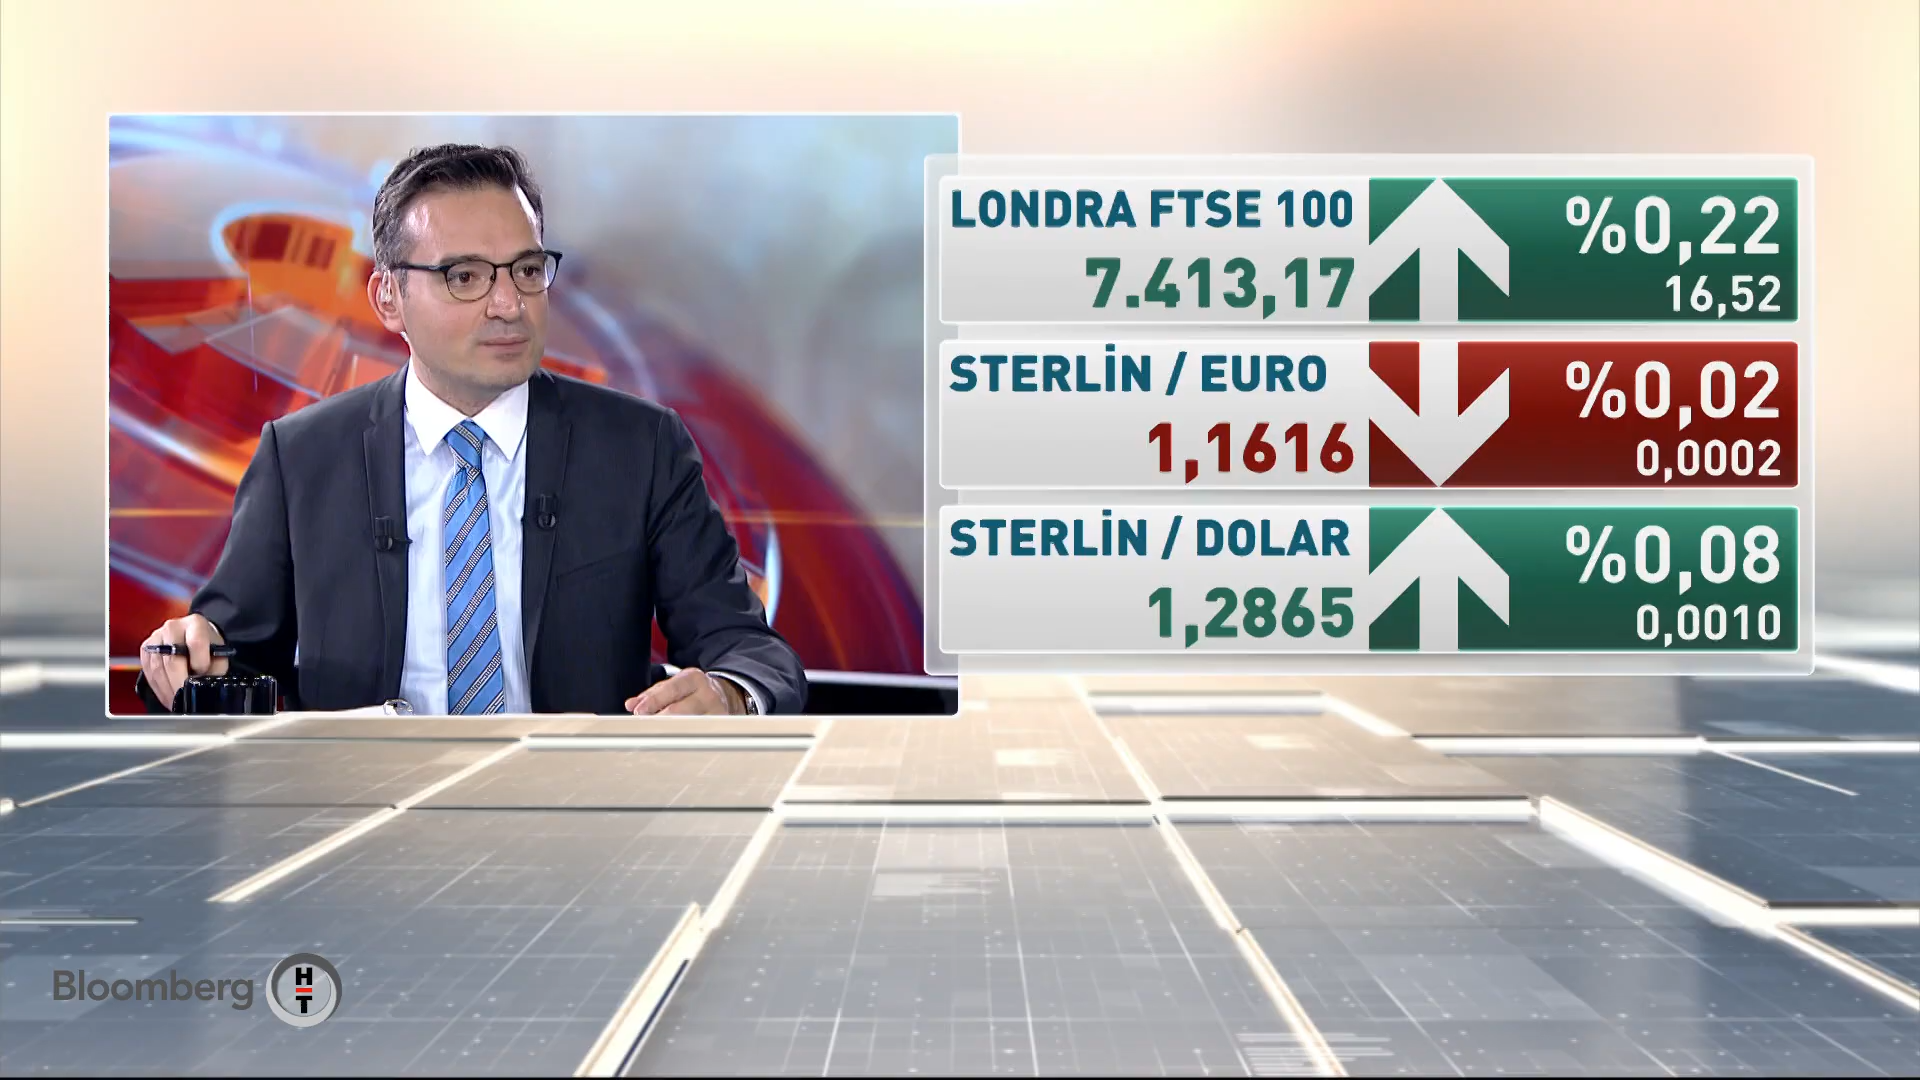 LONDRA FTSE 100
%0,22
7.413,17
16,52
STERLİN / EURO
%0,02
1,1616
0,0002
STERLİN / DOLAR
%0,08
1,2865
0,0010
Bloomberg HT